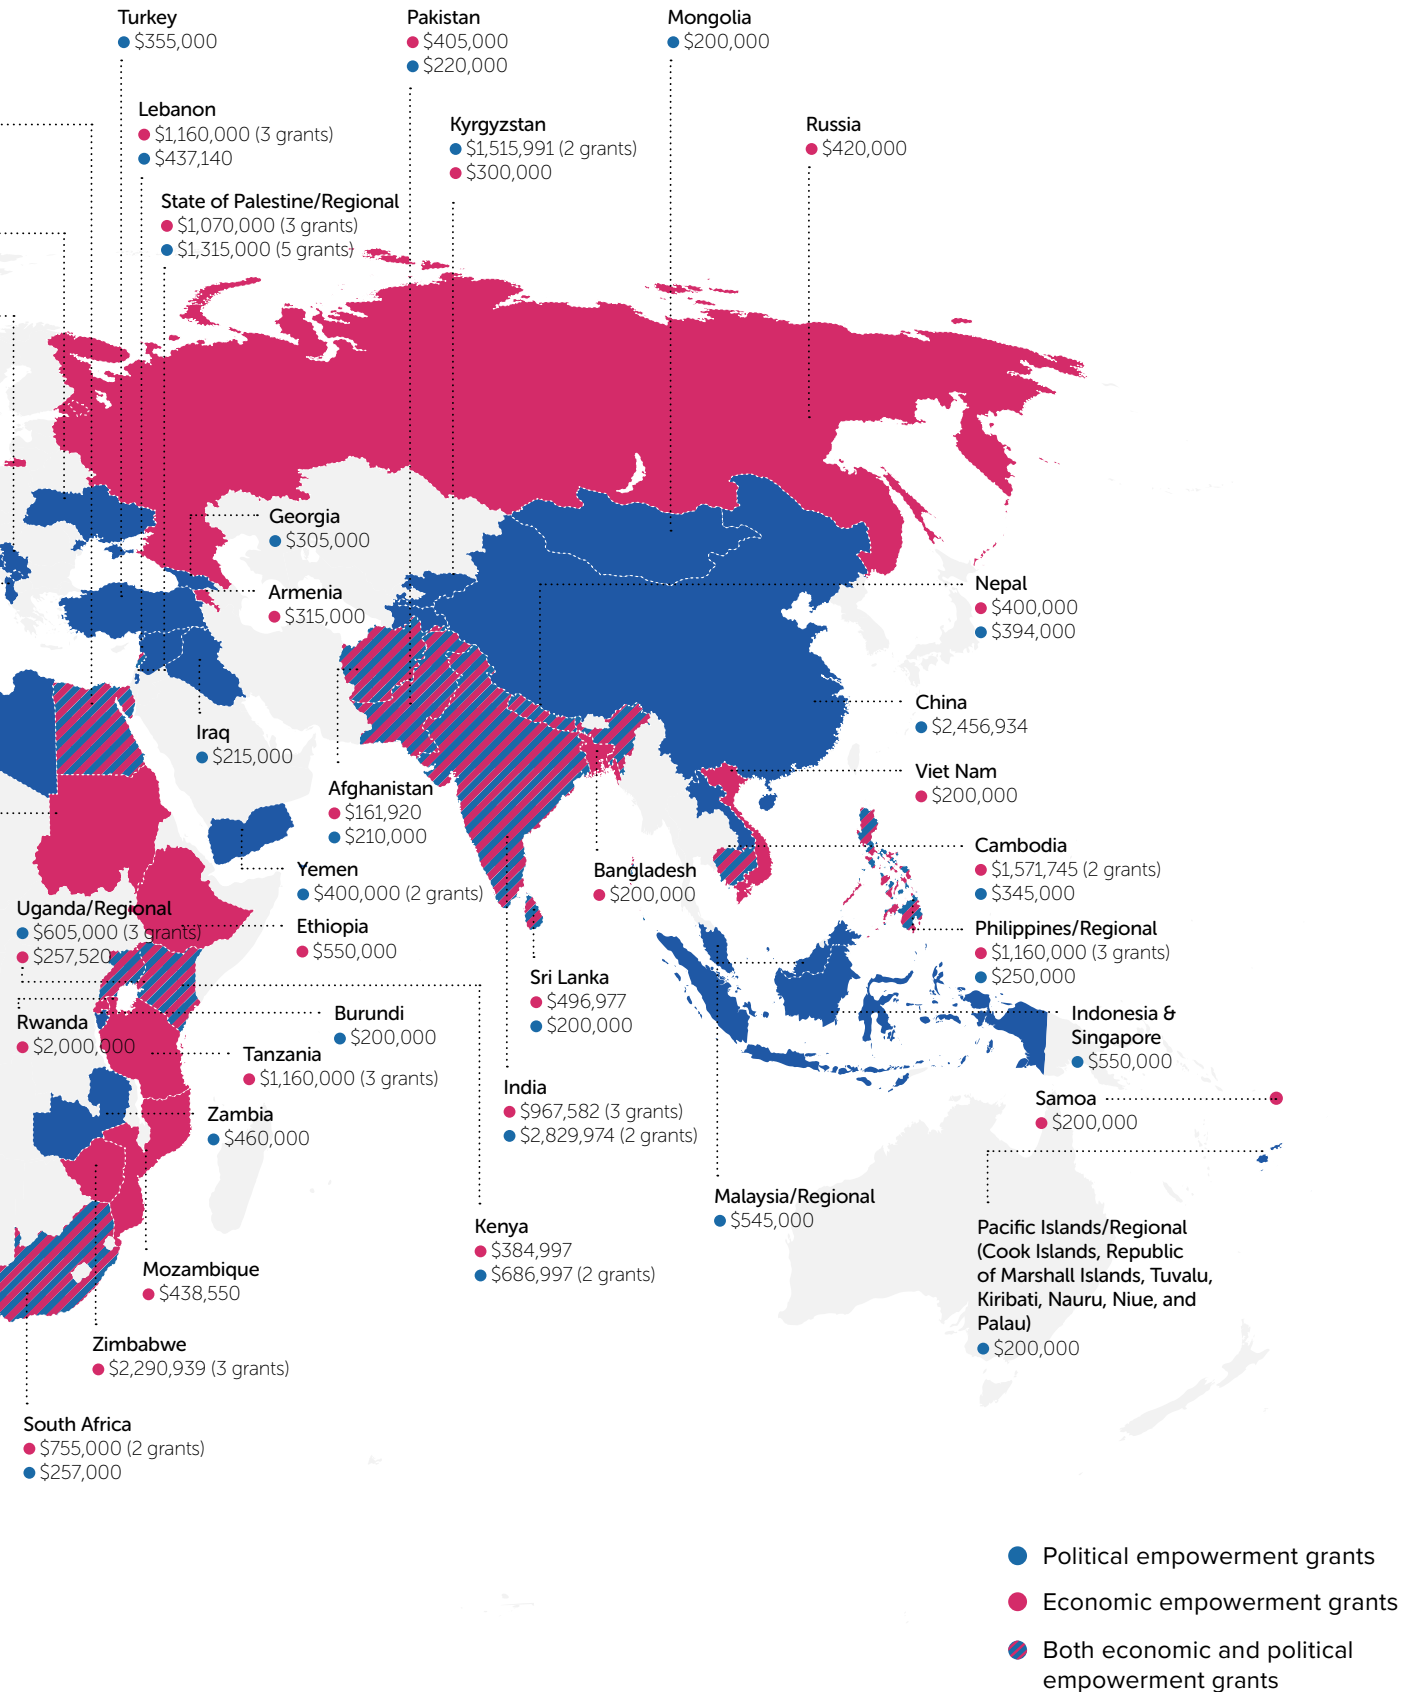 Turkey
$355,000
Pakistan
$405,000
$220,000
Mongolia
$200,000
Lebanon
$1,160,000 (3 grants)
$437,140
Kyrgyzstan
$1,515,991 (2 grants)
$300,000
Russia
$420,000
State of Palestine/Regional
$1,070,000 (3 grants)
$1,315,000 (5 grants)
Georgia
$305,000
Armenia
$315,000
Nepal
$400,000
$394,000
China
$2,456,934
Iraq
$215,000
Viet Nam
$200,000
Afghanistan
$161,920
$210,000
Cambodia
$1,571,745 (2 grants)
$345,000
Yemen
$400,000 (2 grants)
Bangladesh
$200,000
Uganda/Regional
$605,000 (3 grants)
$257,520
Ethiopia
$550,000
Philippines/Regional
$1,160,000 (3 grants)
$250,000
Sri Lanka
$496,977
$200,000
Rwanda
$2,000,000
Burundi
$200,000
Indonesia &
Singapore
$550,000
Tanzania
$1,160,000 (3 grants)
India
$967,582 (3 grants)
$2,829,974 (2 grants)
Samoa
$200,000
Zambia
$460,000
Malaysia/Regional
$545,000
Kenya
$384,997
$686,997 (2 grants)
Pacific Islands/Regional
(Cook Islands, Republic
of Marshall Islands, Tuvalu,
Kiribati, Nauru, Niue, and
Palau)
$200,000
Mozambique
$438,550
Zimbabwe
$2,290,939 (3 grants)
South Africa
$755,000 (2 grants)
$257,000
Political empowerment grants
Economic empowerment grants
Both economic and political
empowerment grants